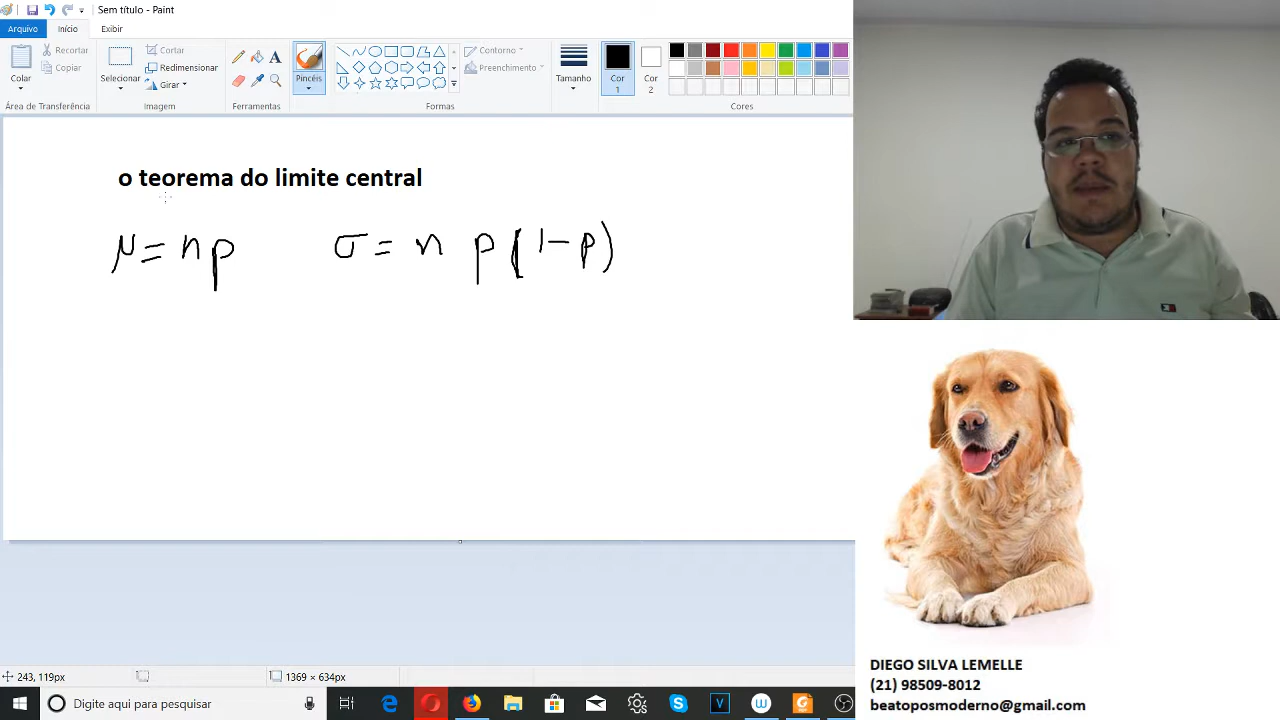 Sem título - Paint
Arquivo Início Exibir
Colar
Recortar
Copiar
Área de Transferência
Selecionar
Cortar
Redimensionar
Girar
Imagem
Ferramentas
Pincéis
Contorno
Preenchimento
Formas
Tamanho
Cor 1
Cor 2
Cores
o teorema do limite central
μ = np σ = n p(1-p)
243, 119px 1369 × 634px
Digite aqui para pesquisar
DIEGO SILVA LEMELLE
(21) 98509-8012
beatoposmoderno@gmail.com